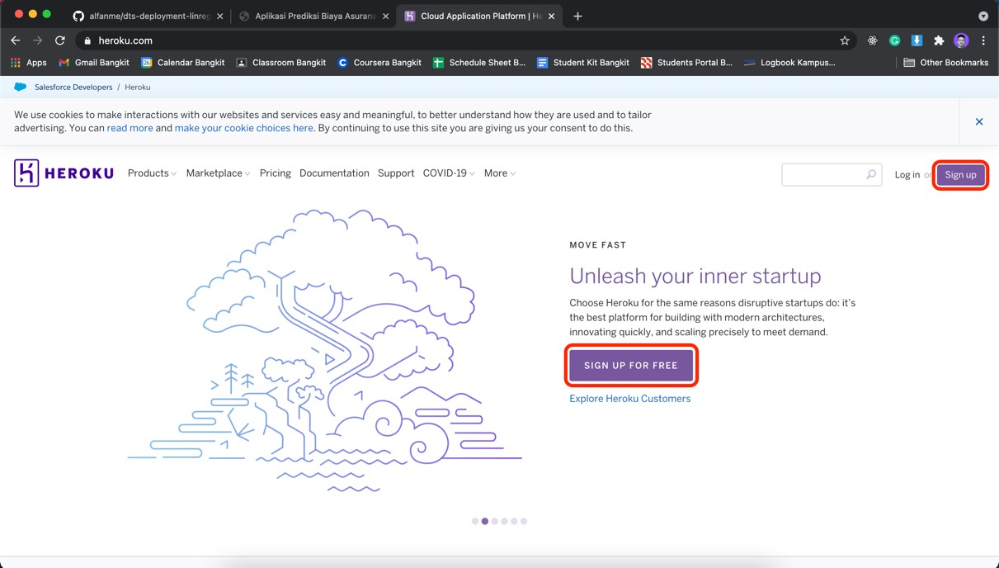 alfanme/dts-deployment-linreg
Aplikasi Prediksi Biaya Asurans
Cloud Application Platform | He
heroku.com
Apps
Gmail Bangkit
Calendar Bangkit
Classroom Bangkit
Coursera Bangkit
Schedule Sheet B...
Student Kit Bangkit
Students Portal B...
Logbook Kampus...
Other Bookmarks
Salesforce Developers / Heroku
We use cookies to make interactions with our websites and services easy and meaningful, to better understand how they are used and to tailor
advertising. You can read more and make your cookie choices here. By continuing to use this site you are giving us your consent to do this.
HEROKU
Products
Marketplace
Pricing
Documentation
Support
COVID-19
More
Log in or
Sign up
MOVE FAST
Unleash your inner startup
Choose Heroku for the same reasons disruptive startups do: it's
the best platform for building with modern architectures,
innovating quickly, and scaling precisely to meet demand.
SIGN UP FOR FREE
Explore Heroku Customers